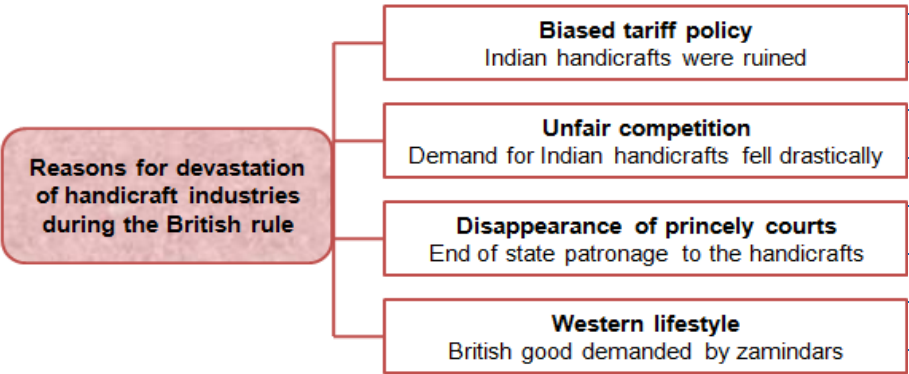 Reasons for devastation
of handicraft industries
during the British rule
Biased tariff policy
Indian handicrafts were ruined
Unfair competition
Demand for Indian handicrafts fell drastically
Disappearance of princely courts
End of state patronage to the handicrafts
Western lifestyle
British good demanded by zamindars